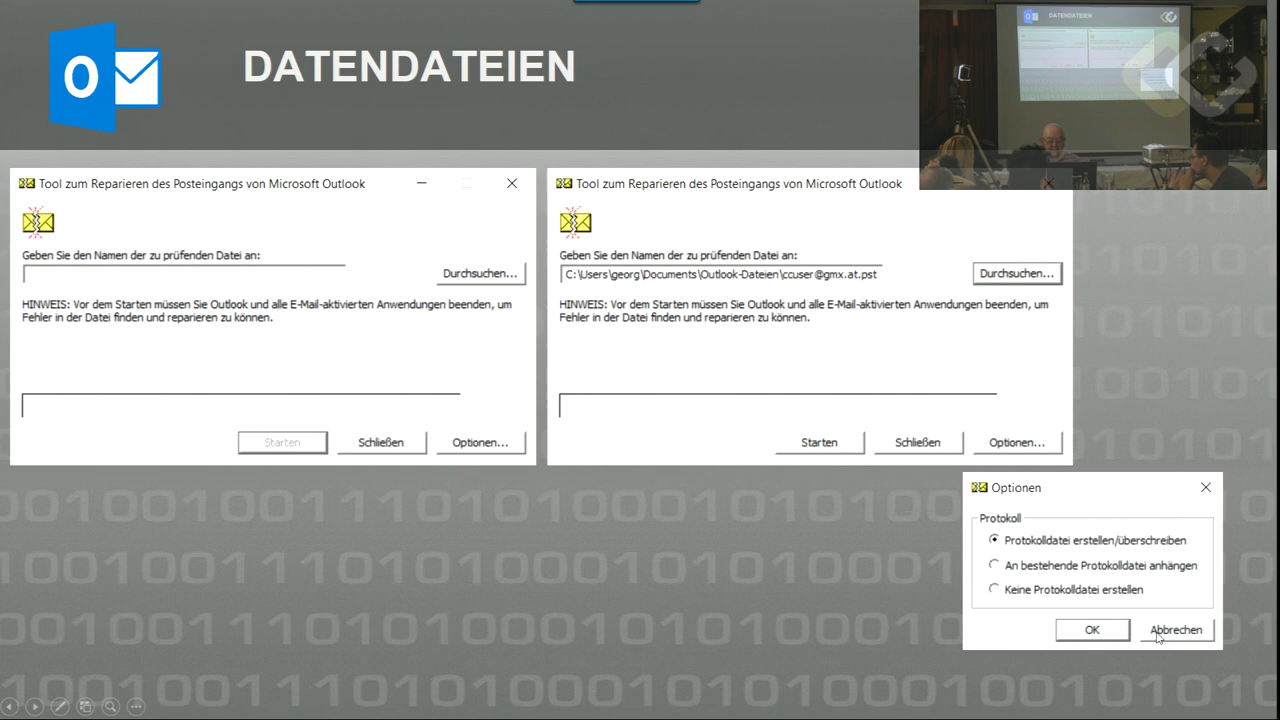 DATENDATEIEN
DATENDATEIEN
Tool zum Reparieren des Posteingangs von Microsoft Outlook
Geben Sie den Namen der zu prüfenden Datei an:
Durchsuchen...
HINWEIS: Vor dem Starten müssen Sie Outlook und alle E-Mail-aktivierten Anwendungen beenden, um
Fehler in der Datei finden und reparieren zu können.
Starten
Schließen
Optionen...
Tool zum Reparieren des Posteingangs von Microsoft Outlook
Geben Sie den Namen der zu prüfenden Datei an:
C:\Users\georg\Documents\Outlook-Dateien\ccuser@gmx.at.pst
Durchsuchen...
HINWEIS: Vor dem Starten müssen Sie Outlook und alle E-Mail-aktivierten Anwendungen beenden, um
Fehler in der Datei finden und reparieren zu können.
Starten
Schließen
Optionen...
Optionen
Protokoll
Protokolldatei erstellen/überschreiben
An bestehende Protokolldatei anhängen
Keine Protokolldatei erstellen
OK
Abbrechen